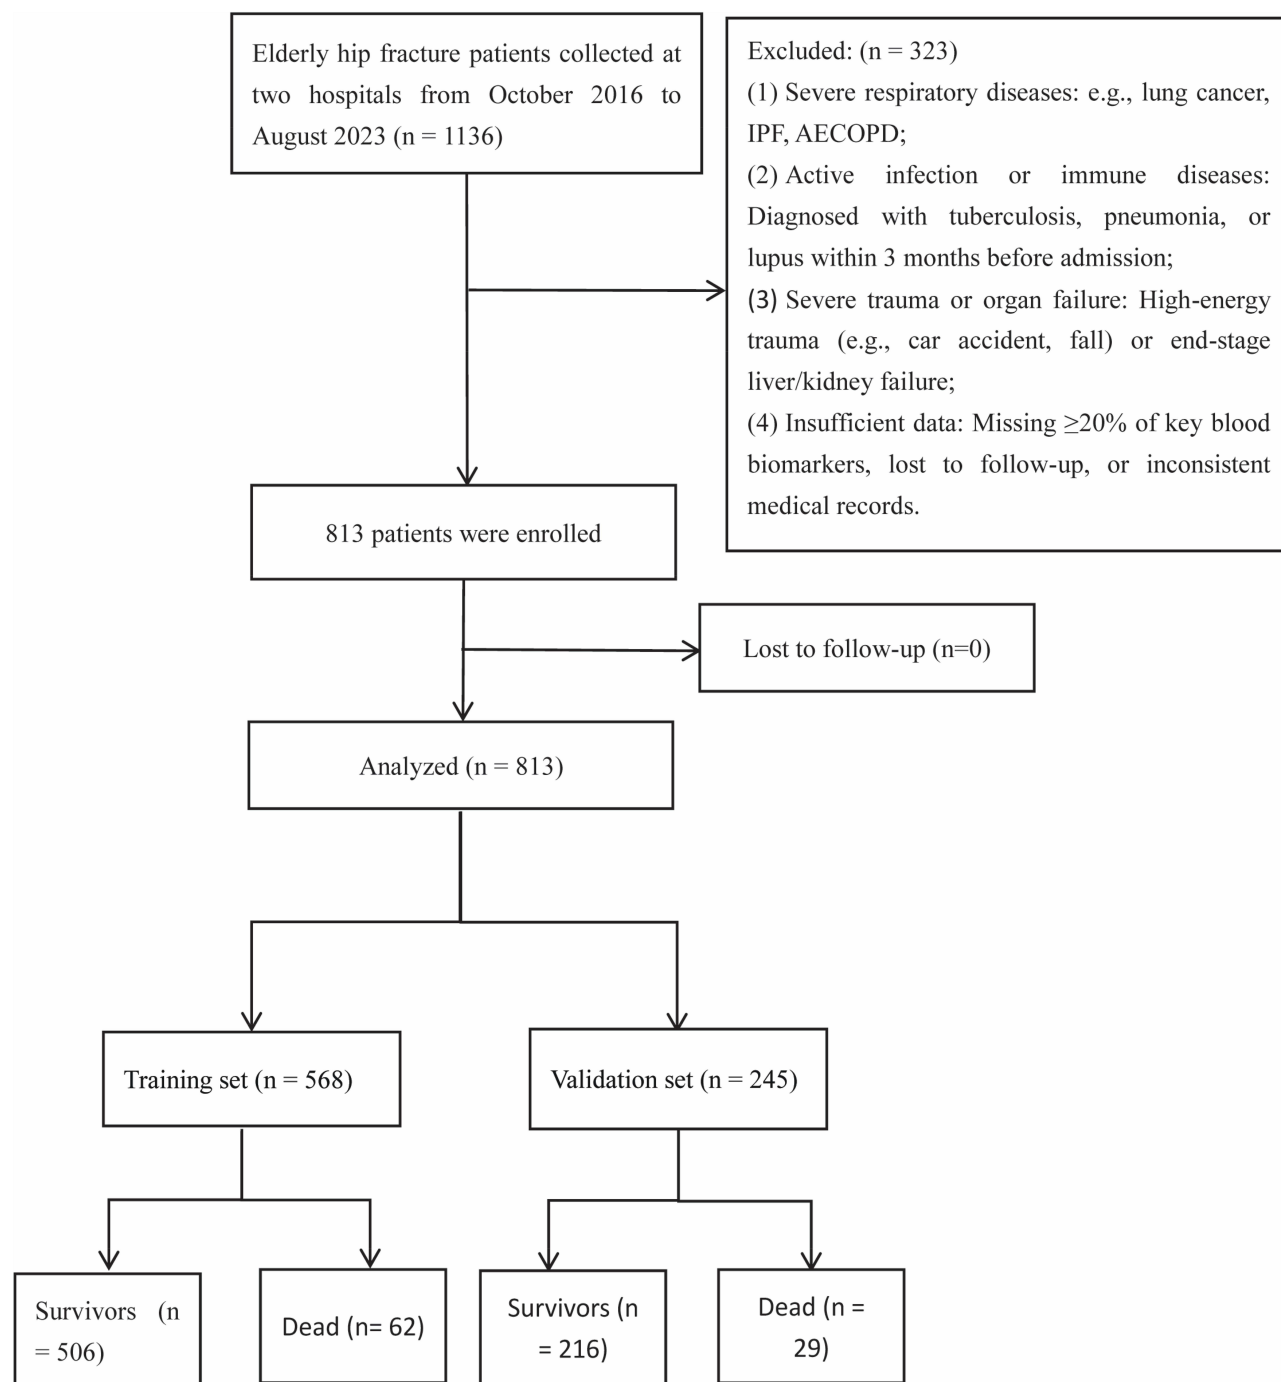 Elderly hip fracture patients collected at
two hospitals from October 2016 to
August 2023 (n = 1136)
Excluded: (n = 323)
(1) Severe respiratory diseases: e.g., lung cancer,
IPF, AECOPD;
(2) Active infection or immune diseases:
Diagnosed with tuberculosis, pneumonia, or
lupus within 3 months before admission;
(3) Severe trauma or organ failure: High-energy
trauma (e.g., car accident, fall) or end-stage
liver/kidney failure;
(4) Insufficient data: Missing ≥20% of key blood
biomarkers, lost to follow-up, or inconsistent
medical records.
813 patients were enrolled
Lost to follow-up (n=0)
Analyzed (n = 813)
Training set (n = 568)
Validation set (n = 245)
Survivors (n
= 506)
Dead (n= 62)
Survivors (n
= 216)
Dead (n =
29)